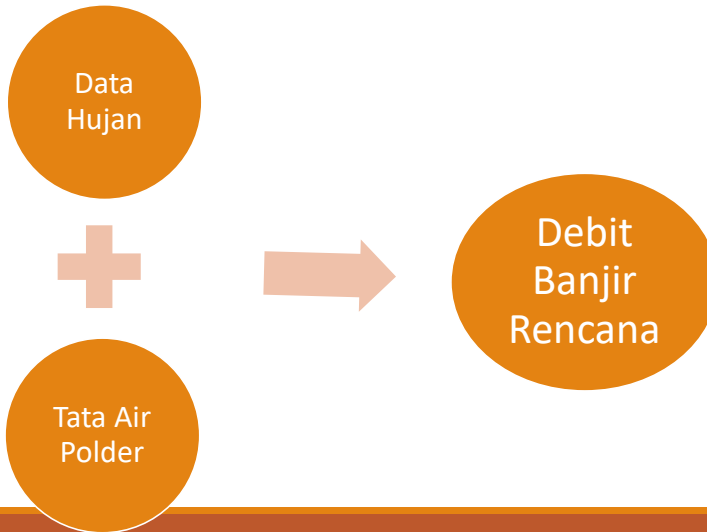 Data
Hujan
Tata Air
Polder
Debit
Banjir
Rencana